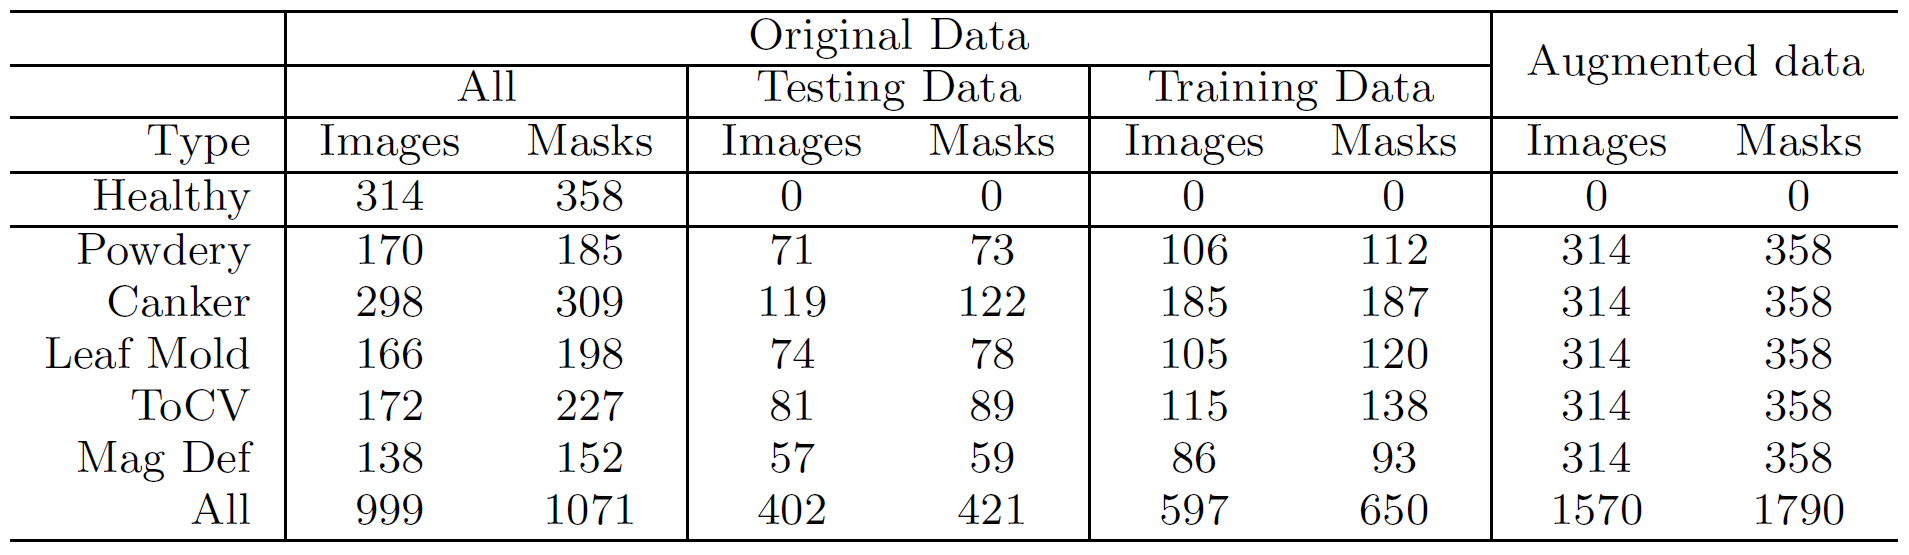 Original Data
Augmented data
All Testing Data Training Data
Type Images Masks Images Masks Images Masks Images Masks
Healthy 314 358 0 0 0 0 0 0
Powdery 170 185 71 73 106 112 314 358
Canker 298 309 119 122 185 187 314 358
Leaf Mold 166 198 74 78 105 120 314 358
ToCV 172 227 81 89 115 138 314 358
Mag Def 138 152 57 59 86 93 314 358
All 999 1071 402 421 597 650 1570 1790